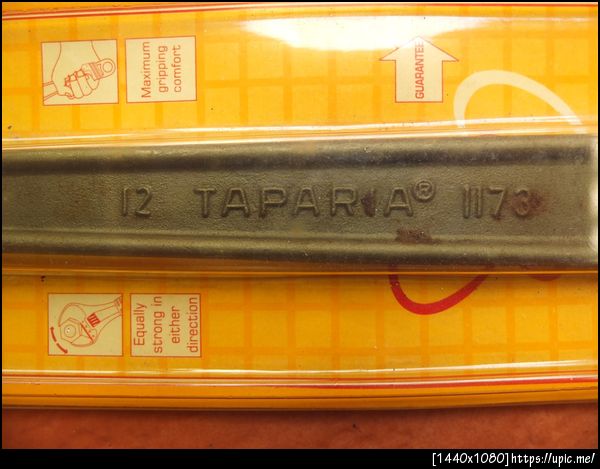 Maximum
gripping
comfort
GUARANTEE
12 TAPARIA® 1173
Equally
strong in
either
direction
[1440x1080]https://upic.me/